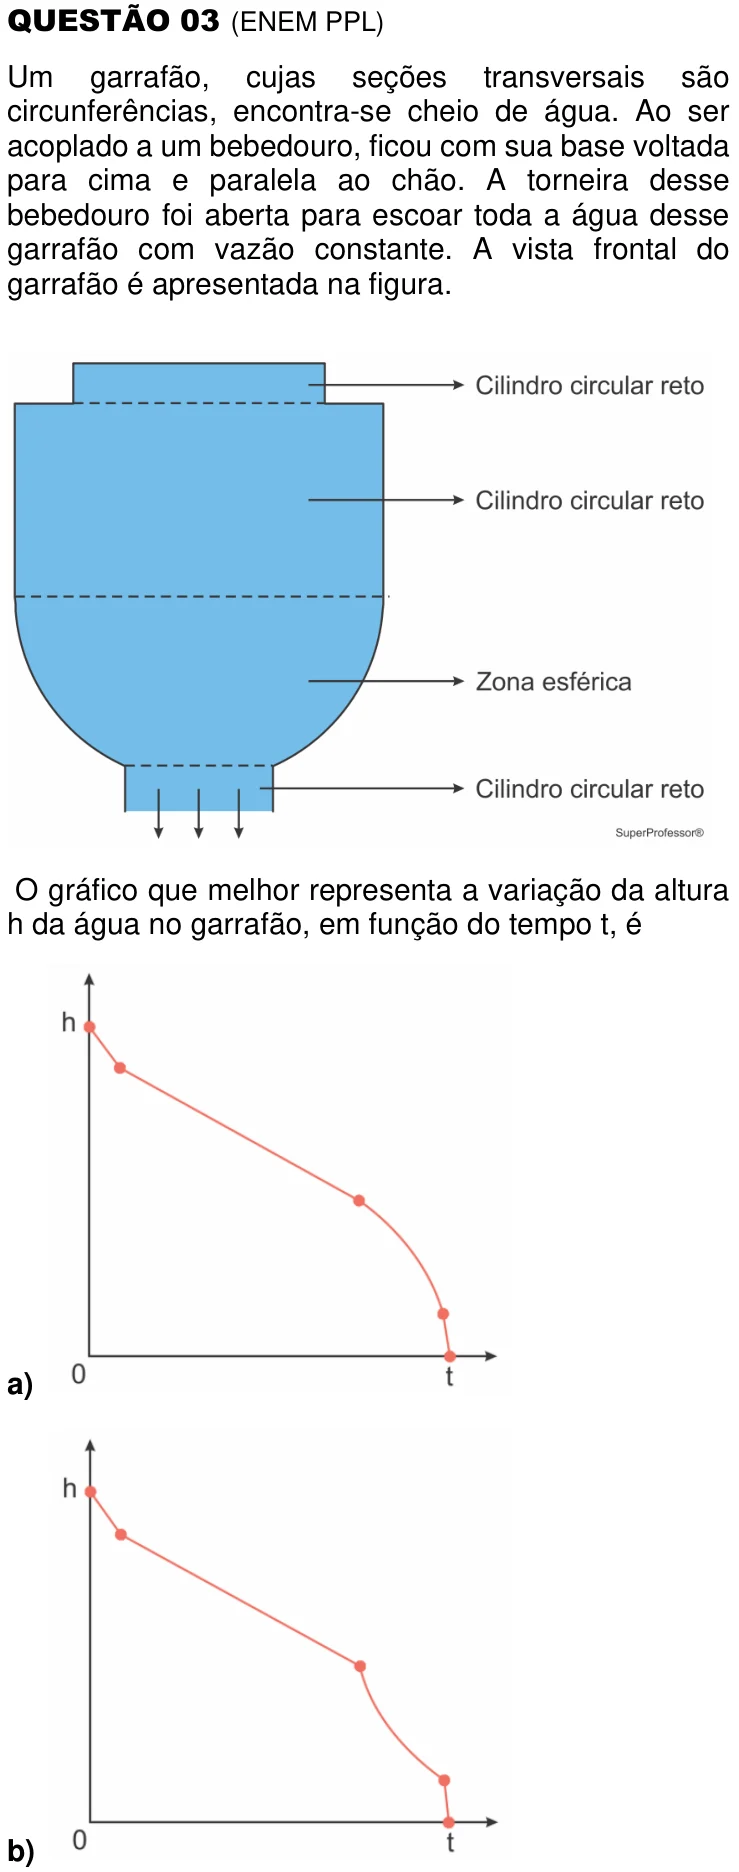 QUESTÃO 03 (ENEM PPL)
Um garrafão, cujas seções transversais são
circunferências, encontra-se cheio de água. Ao ser
acoplado a um bebedouro, ficou com sua base voltada
para cima e paralela ao chão. A torneira desse
bebedouro foi aberta para escoar toda a água desse
garrafão com vazão constante. A vista frontal do
garrafão é apresentada na figura.
Cilindro circular reto
Cilindro circular reto
Zona esférica
Cilindro circular reto
SuperProfessor®
O gráfico que melhor representa a variação da altura
h da água no garrafão, em função do tempo t, é
h
0
t
a)
h
0
t
b)